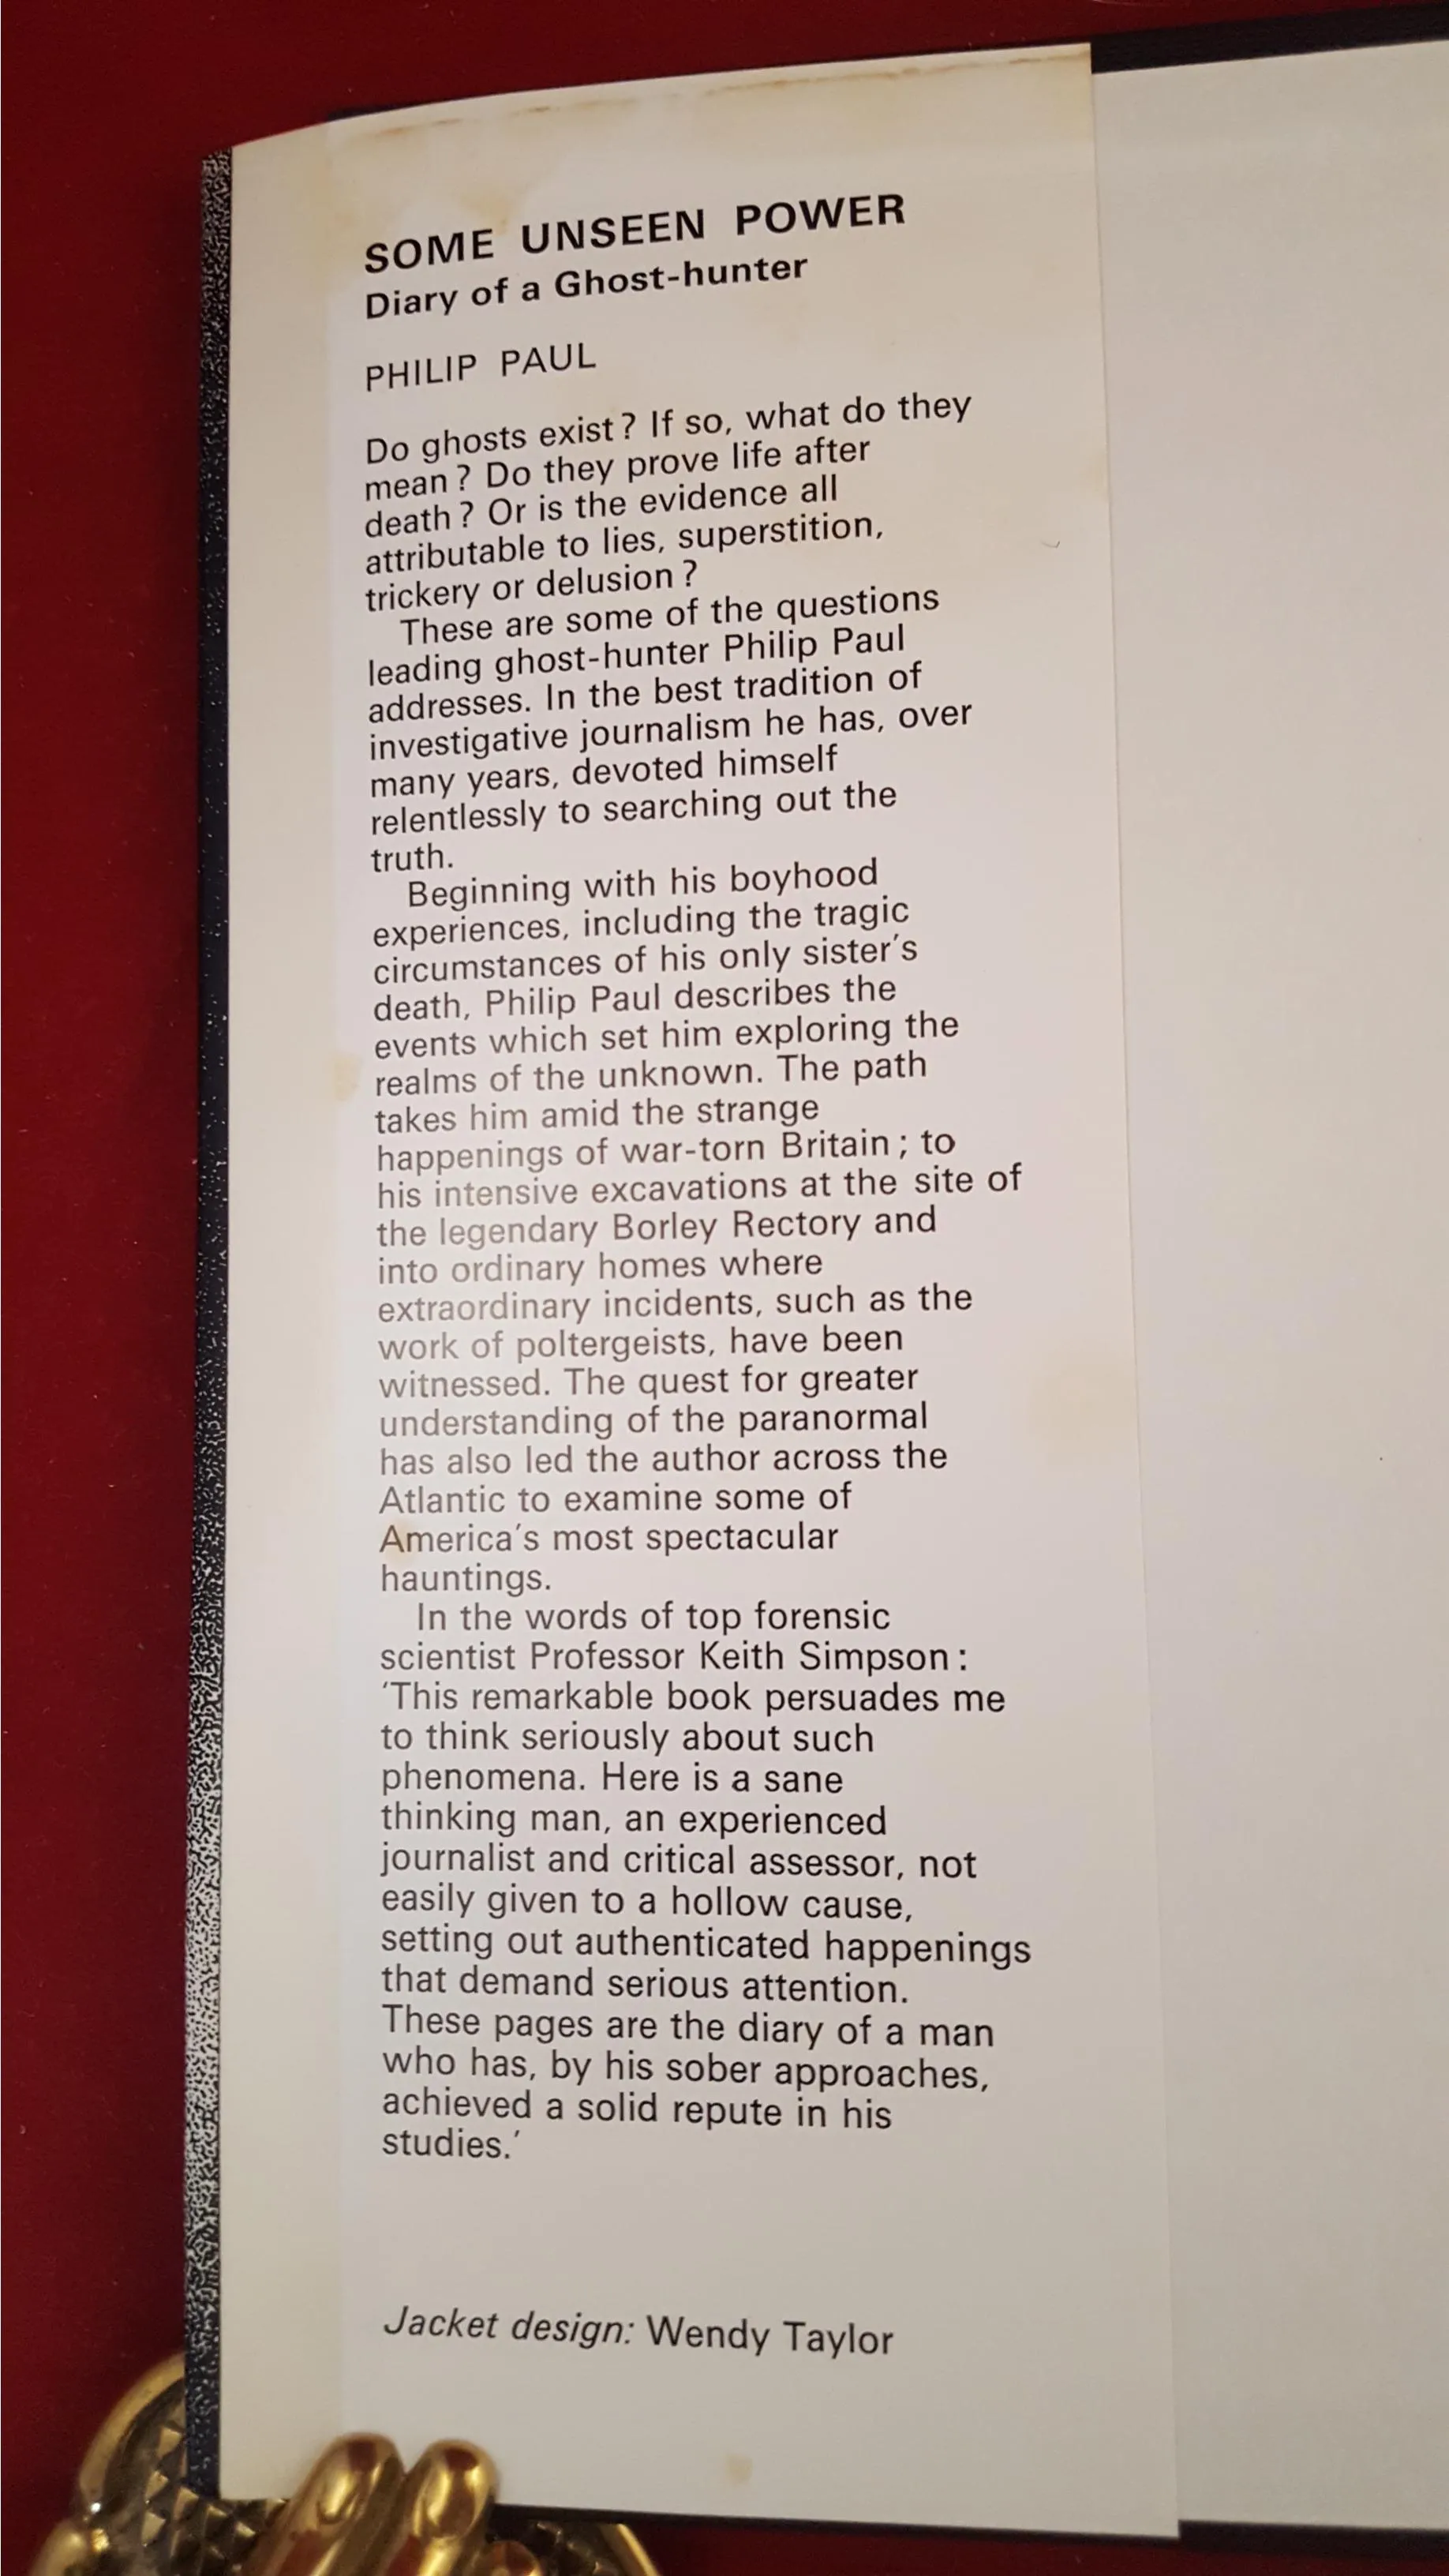 SOME UNSEEN POWER
Diary of a Ghost-hunter
PHILIP PAUL
Do ghosts exist? If so, what do they
mean? Do they prove life after
death? Or is the evidence all
attributable to lies, superstition,
trickery or delusion?
These are some of the questions
leading ghost-hunter Philip Paul
addresses. In the best tradition of
investigative journalism he has, over
many years, devoted himself
relentlessly to searching out the
truth.
Beginning with his boyhood
experiences, including the tragic
circumstances of his only sister's
death, Philip Paul describes the
events which set him exploring the
realms of the unknown. The path
takes him amid the strange
happenings of war-torn Britain; to
his intensive excavations at the site of
the legendary Borley Rectory and
into ordinary homes where
extraordinary incidents, such as the
work of poltergeists, have been
witnessed. The quest for greater
understanding of the paranormal
has also led the author across the
Atlantic to examine some of
America's most spectacular
hauntings.
In the words of top forensic
scientist Professor Keith Simpson:
'This remarkable book persuades me
to think seriously about such
phenomena. Here is a sane
thinking man, an experienced
journalist and critical assessor, not
easily given to a hollow cause,
setting out authenticated happenings
that demand serious attention.
These pages are the diary of a man
who has, by his sober approaches,
achieved a solid repute in his
studies.'
Jacket design: Wendy Taylor